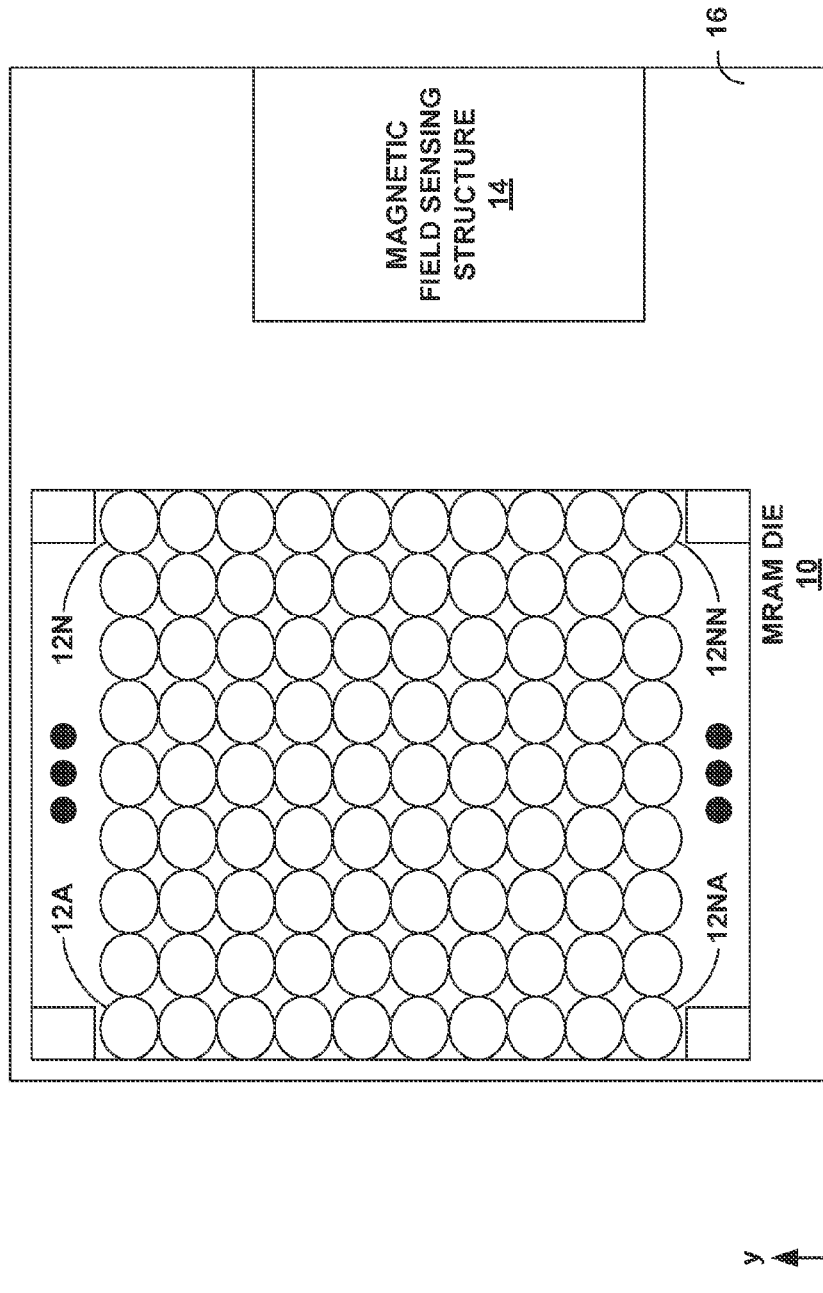 12A
12N
MAGNETIC
FIELD SENSING
STRUCTURE
14
12NA
12NN
MRAM DIE
10
16
y